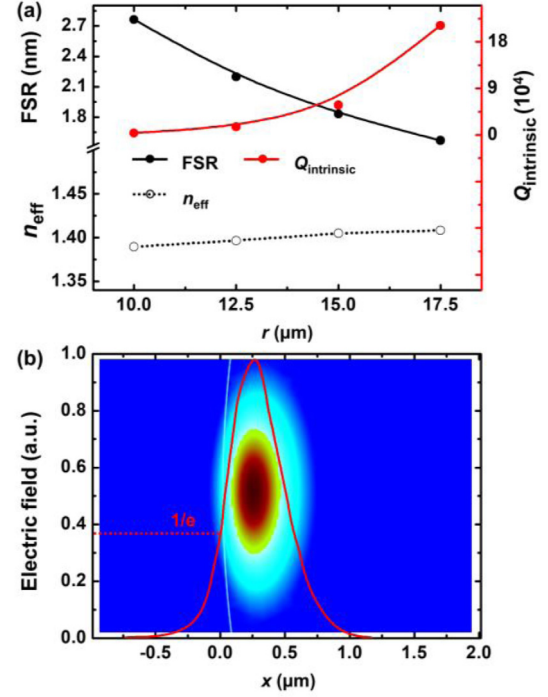 (a)
FSR (nm)
2.7
2.4
2.1
1.8
18
9
0
Qintrinsic (10⁴)
FSR
Qintrinsic
neff
neff
1.45
1.40
1.35
10.0 12.5 15.0 17.5
r (μm)
(b)
Electric field (a.u.)
1.0
0.8
0.6
0.4
0.2
0.0
1/e
-0.5 0.0 0.5 1.0 1.5 2.0
x (μm)